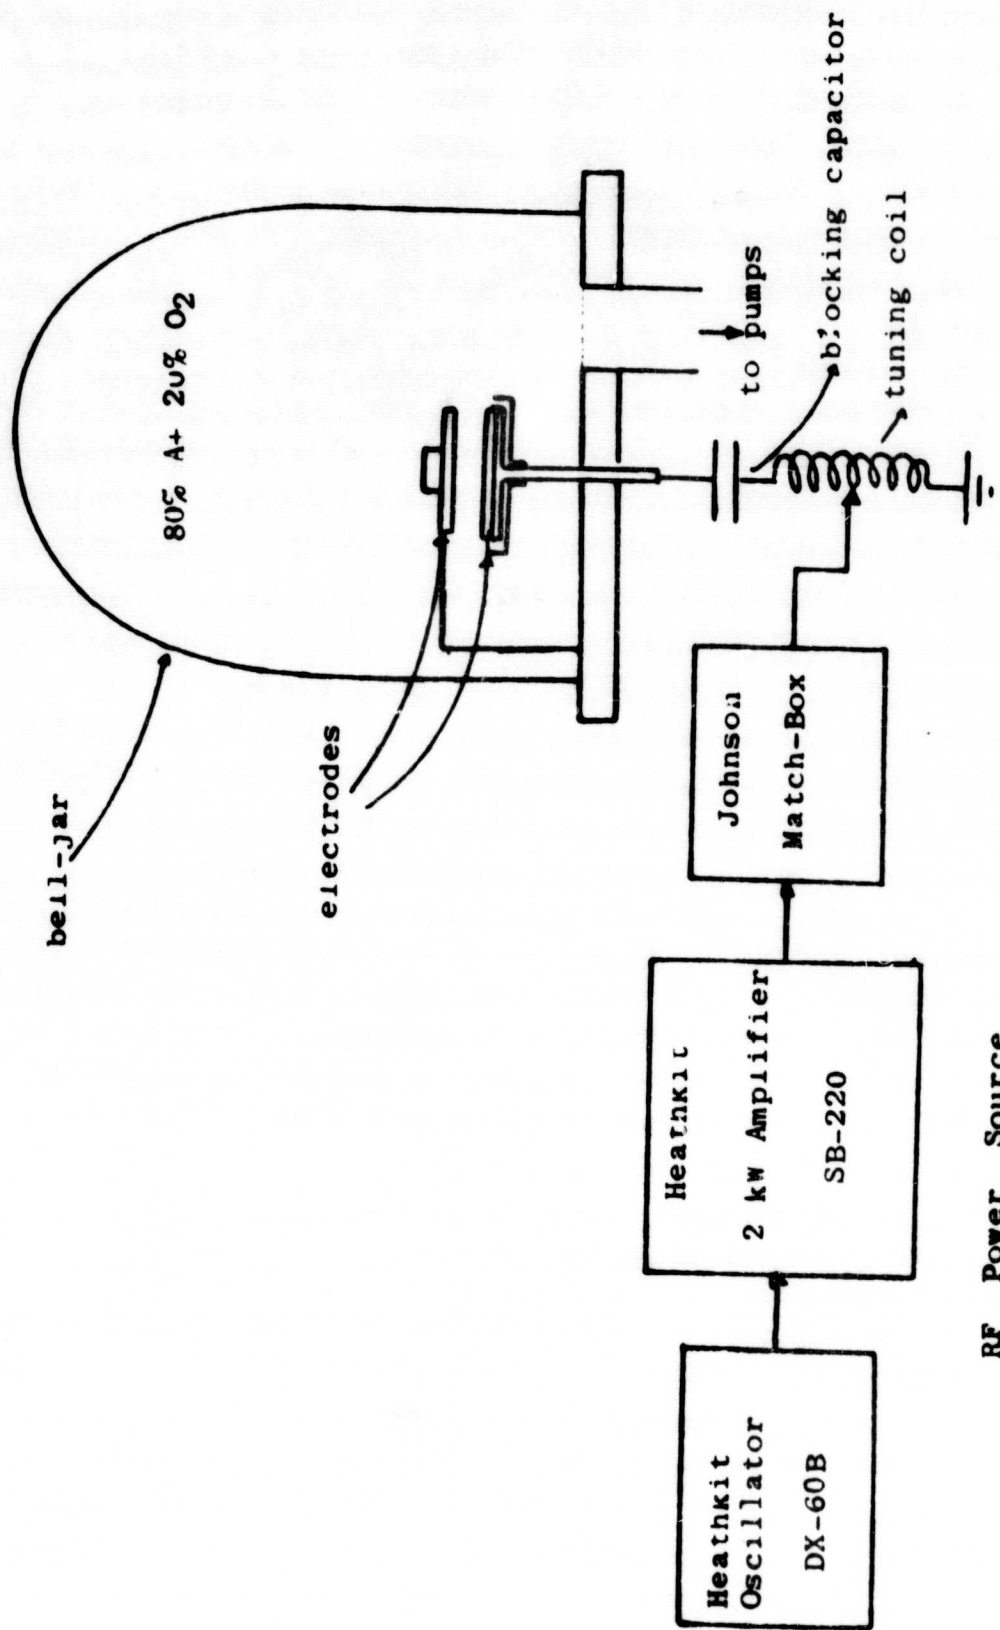 80% A+ 20% O2
bell-jar
electrodes
to pumps
blocking capacitor
tuning coil
Johnson
Match-Box
Heathkit
2 kW Amplifier
SB-220
Heathkit
Oscillator
DX-60B
RF Power Source